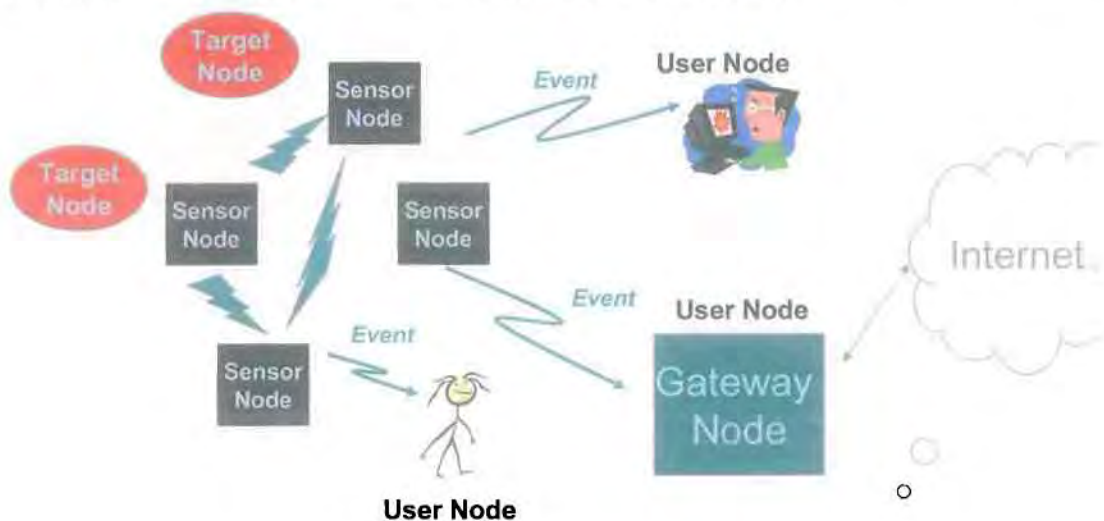 Target
Node
Sensor
Node
Event
User Node
Target
Node
Sensor
Node
Sensor
Node
Internet
Event
User Node
Event
Sensor
Node
Gateway
Node
User Node